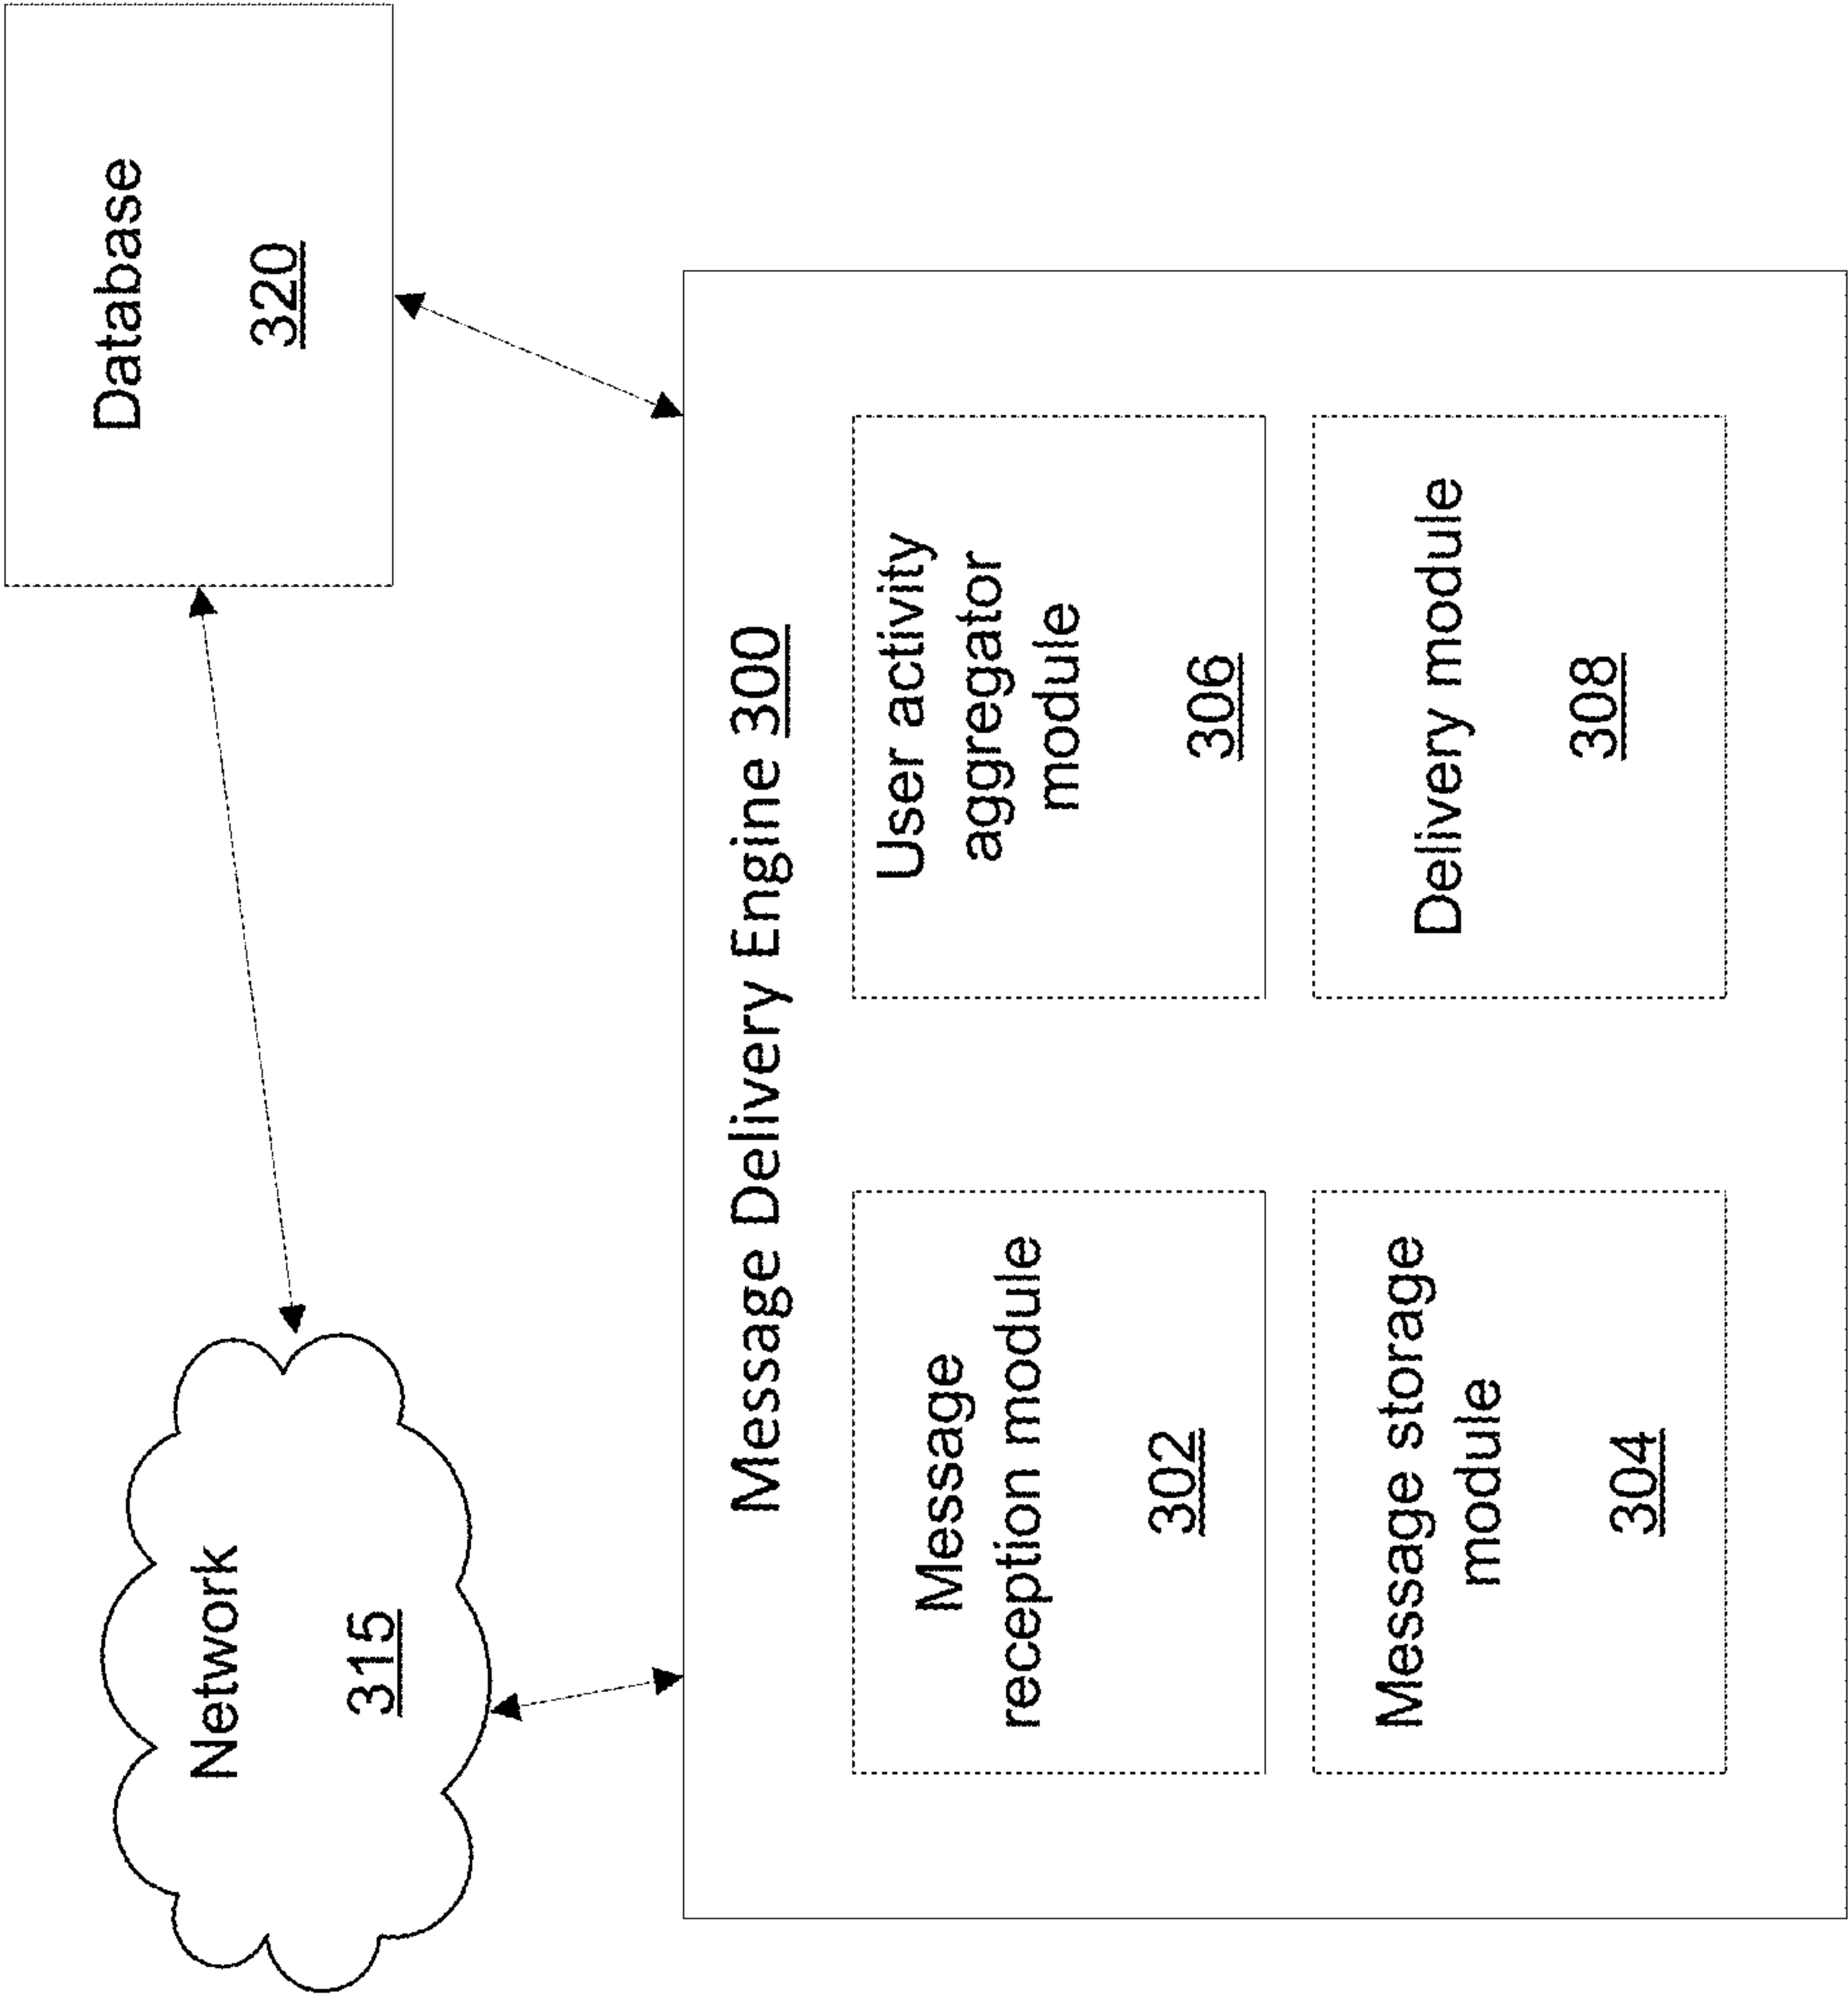 Network
315
Database
320
Message Delivery Engine 300
Message
reception module
302
User activity
aggregator
module
306
Message storage
module
304
Delivery module
308